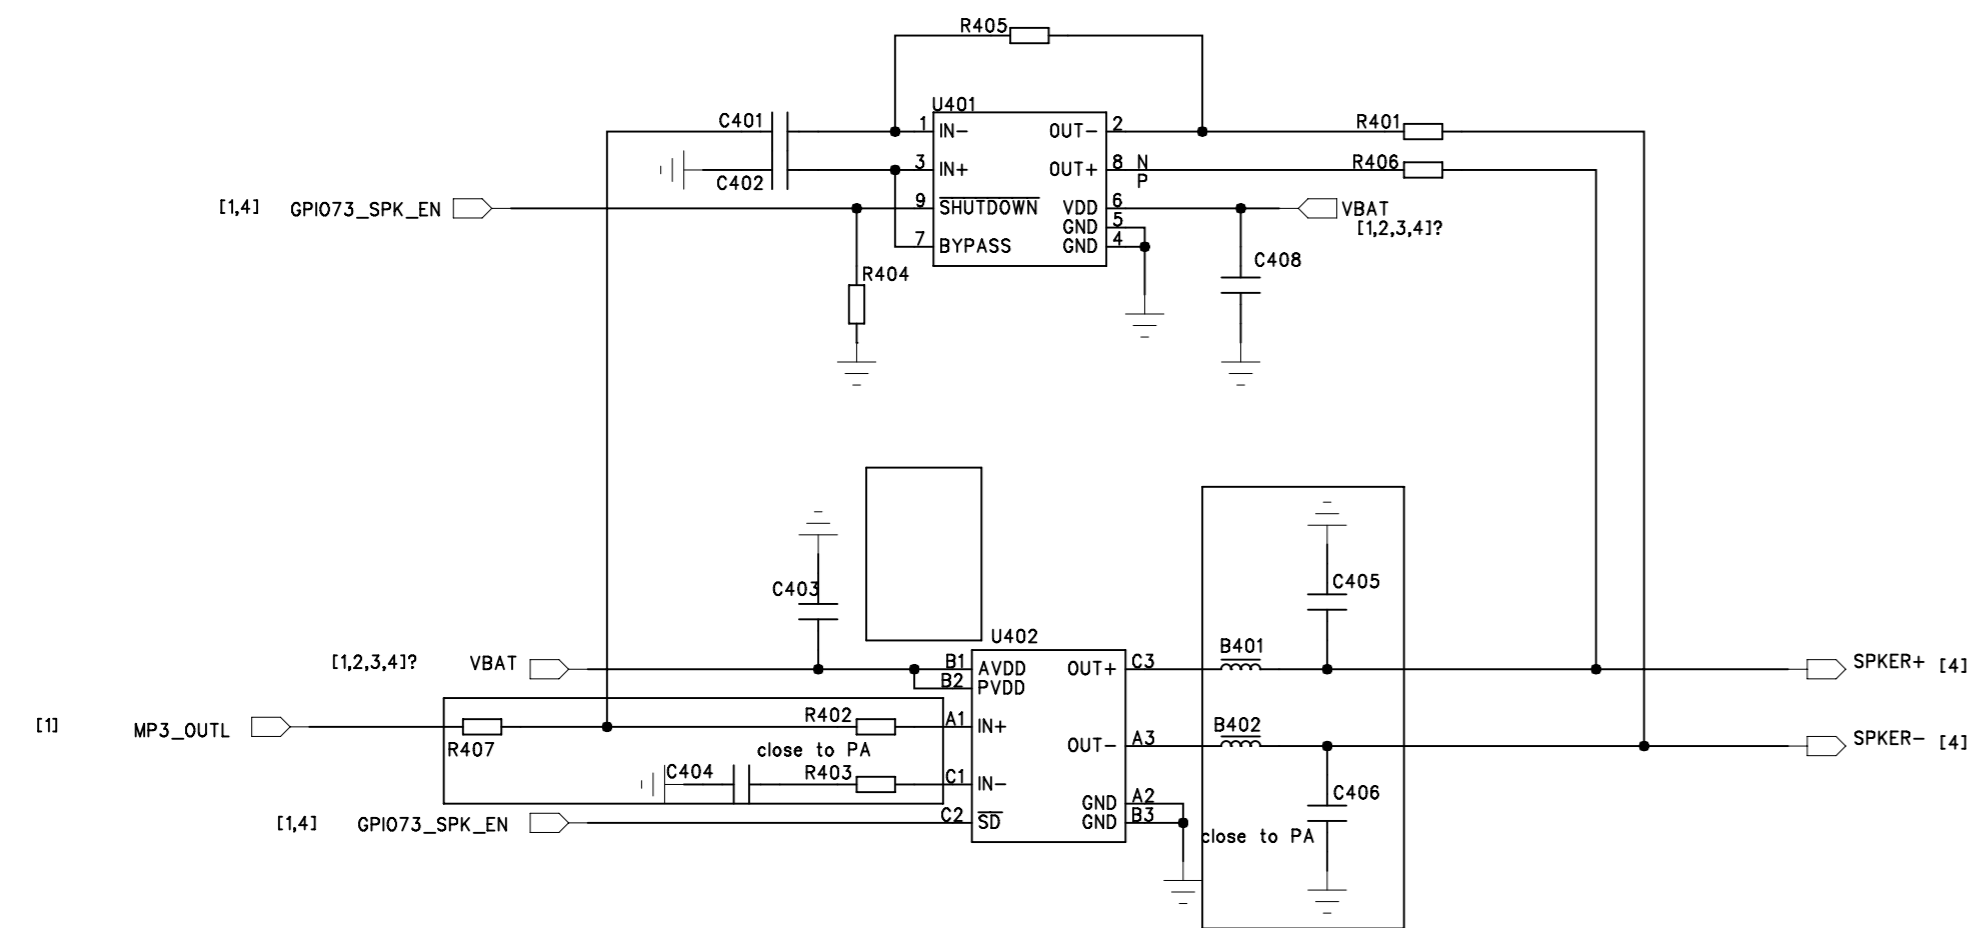 R405
U401
C401 1 IN- OUT- 2 R401
3 IN+ OUT+ 8 N R406
C402 P
[1,4] GPIO73_SPK_EN 9 SHUTDOWN VDD 6 VBAT
GND 5 [1,2,3,4]?
7 BYPASS GND 4
C408
R404
C405
C403
U402
B401
[1,2,3,4]? VBAT B1 AVDD OUT+ C3 SPKER+ [4]
B2 PVDD
R402 A1 IN+
[1] MP3_OUTL
B402
R407 close to PA OUT- A3 SPKER- [4]
C404 R403 C1 IN-
C406
GND A2
[1,4] GPIO73_SPK_EN C2 SD GND B3
close to PA